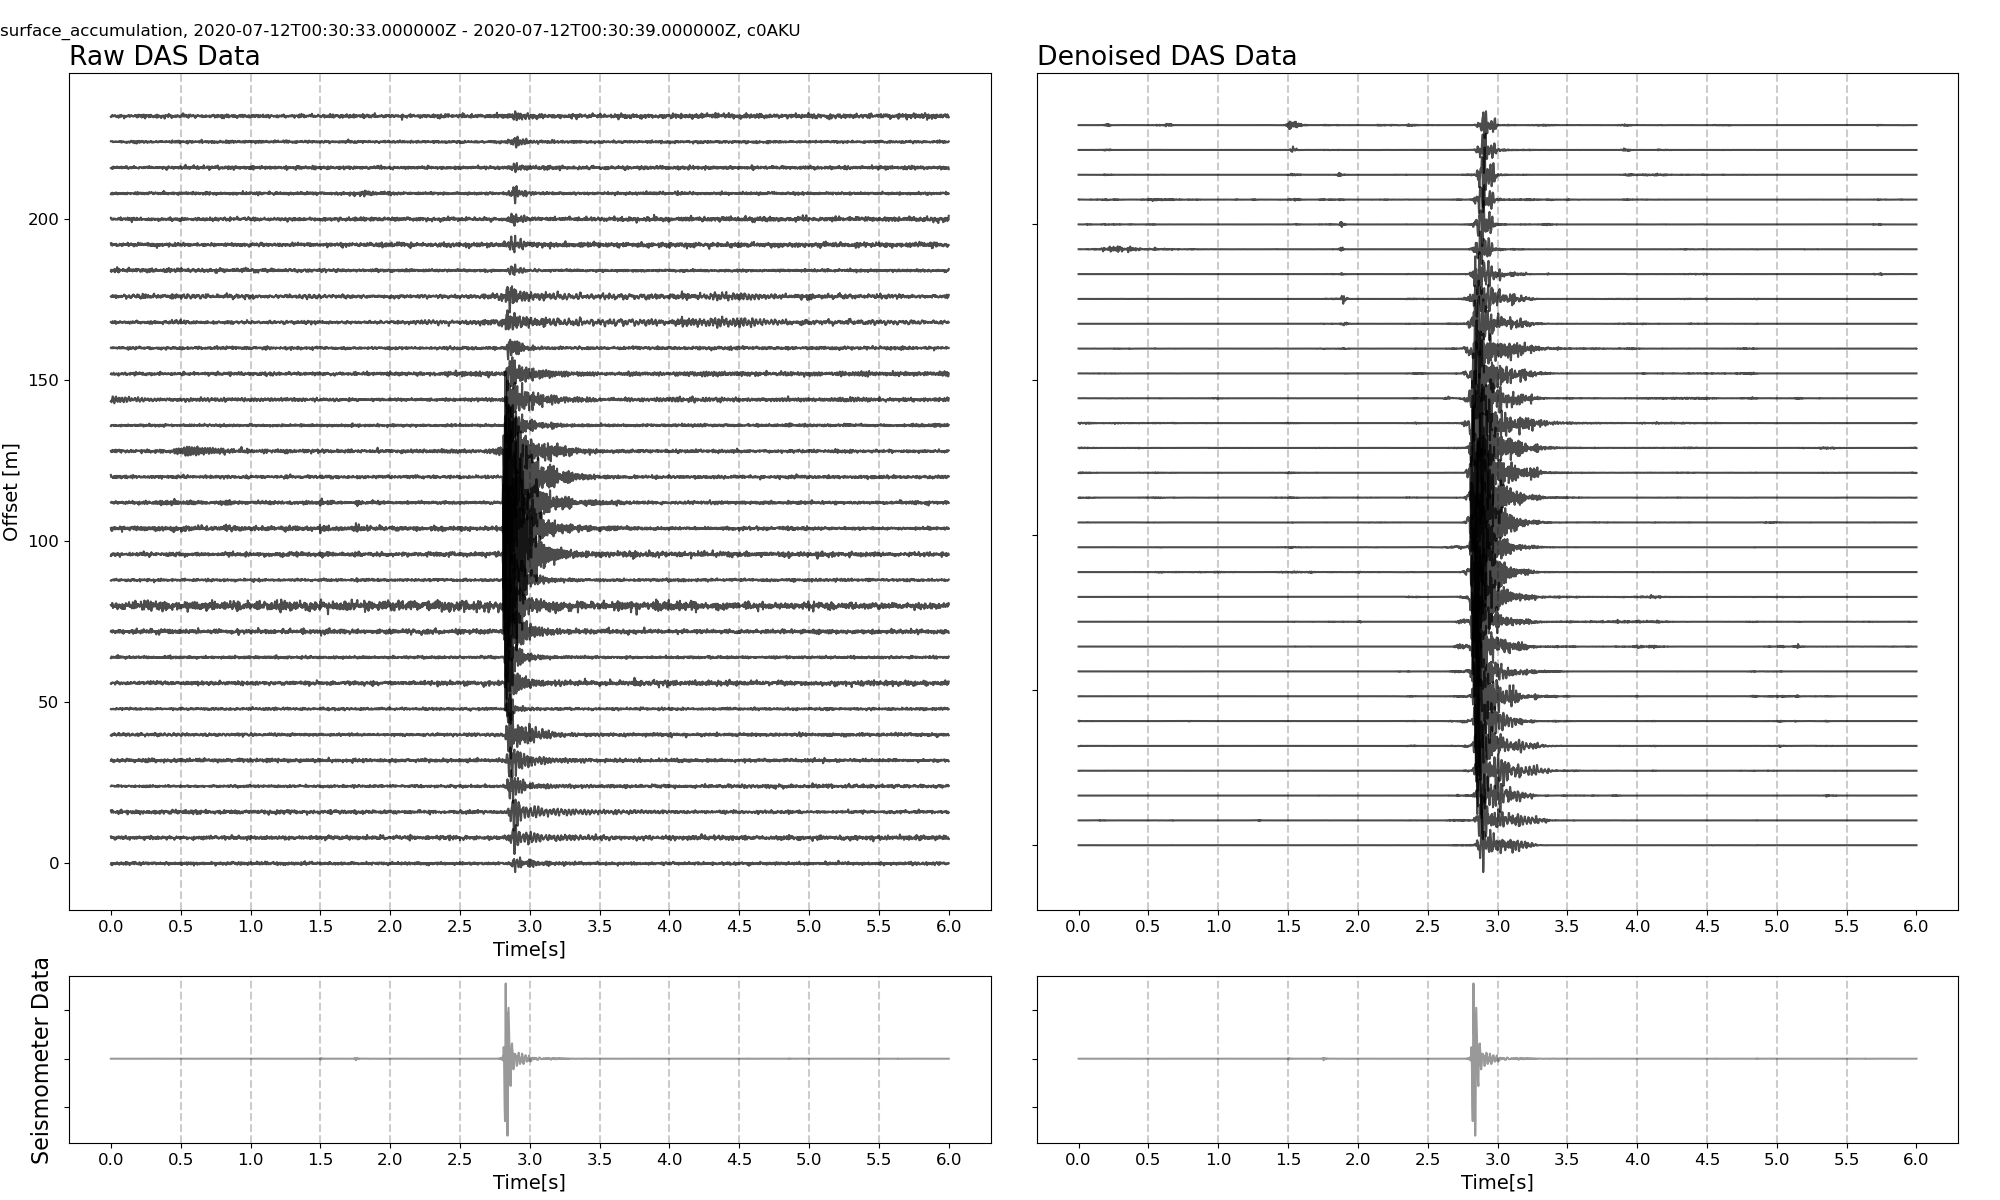 surface_accumulation, 2020-07-12T00:30:33.000000Z - 2020-07-12T00:30:39.000000Z, c0AKU
Raw DAS Data
Denoised DAS Data
Offset [m]
200
150
100
50
0
0.0 0.5 1.0 1.5 2.0 2.5 3.0 3.5 4.0 4.5 5.0 5.5 6.0
Time[s]
0.0 0.5 1.0 1.5 2.0 2.5 3.0 3.5 4.0 4.5 5.0 5.5 6.0
Seismometer Data
0.0 0.5 1.0 1.5 2.0 2.5 3.0 3.5 4.0 4.5 5.0 5.5 6.0
Time[s]
0.0 0.5 1.0 1.5 2.0 2.5 3.0 3.5 4.0 4.5 5.0 5.5 6.0
Time[s]